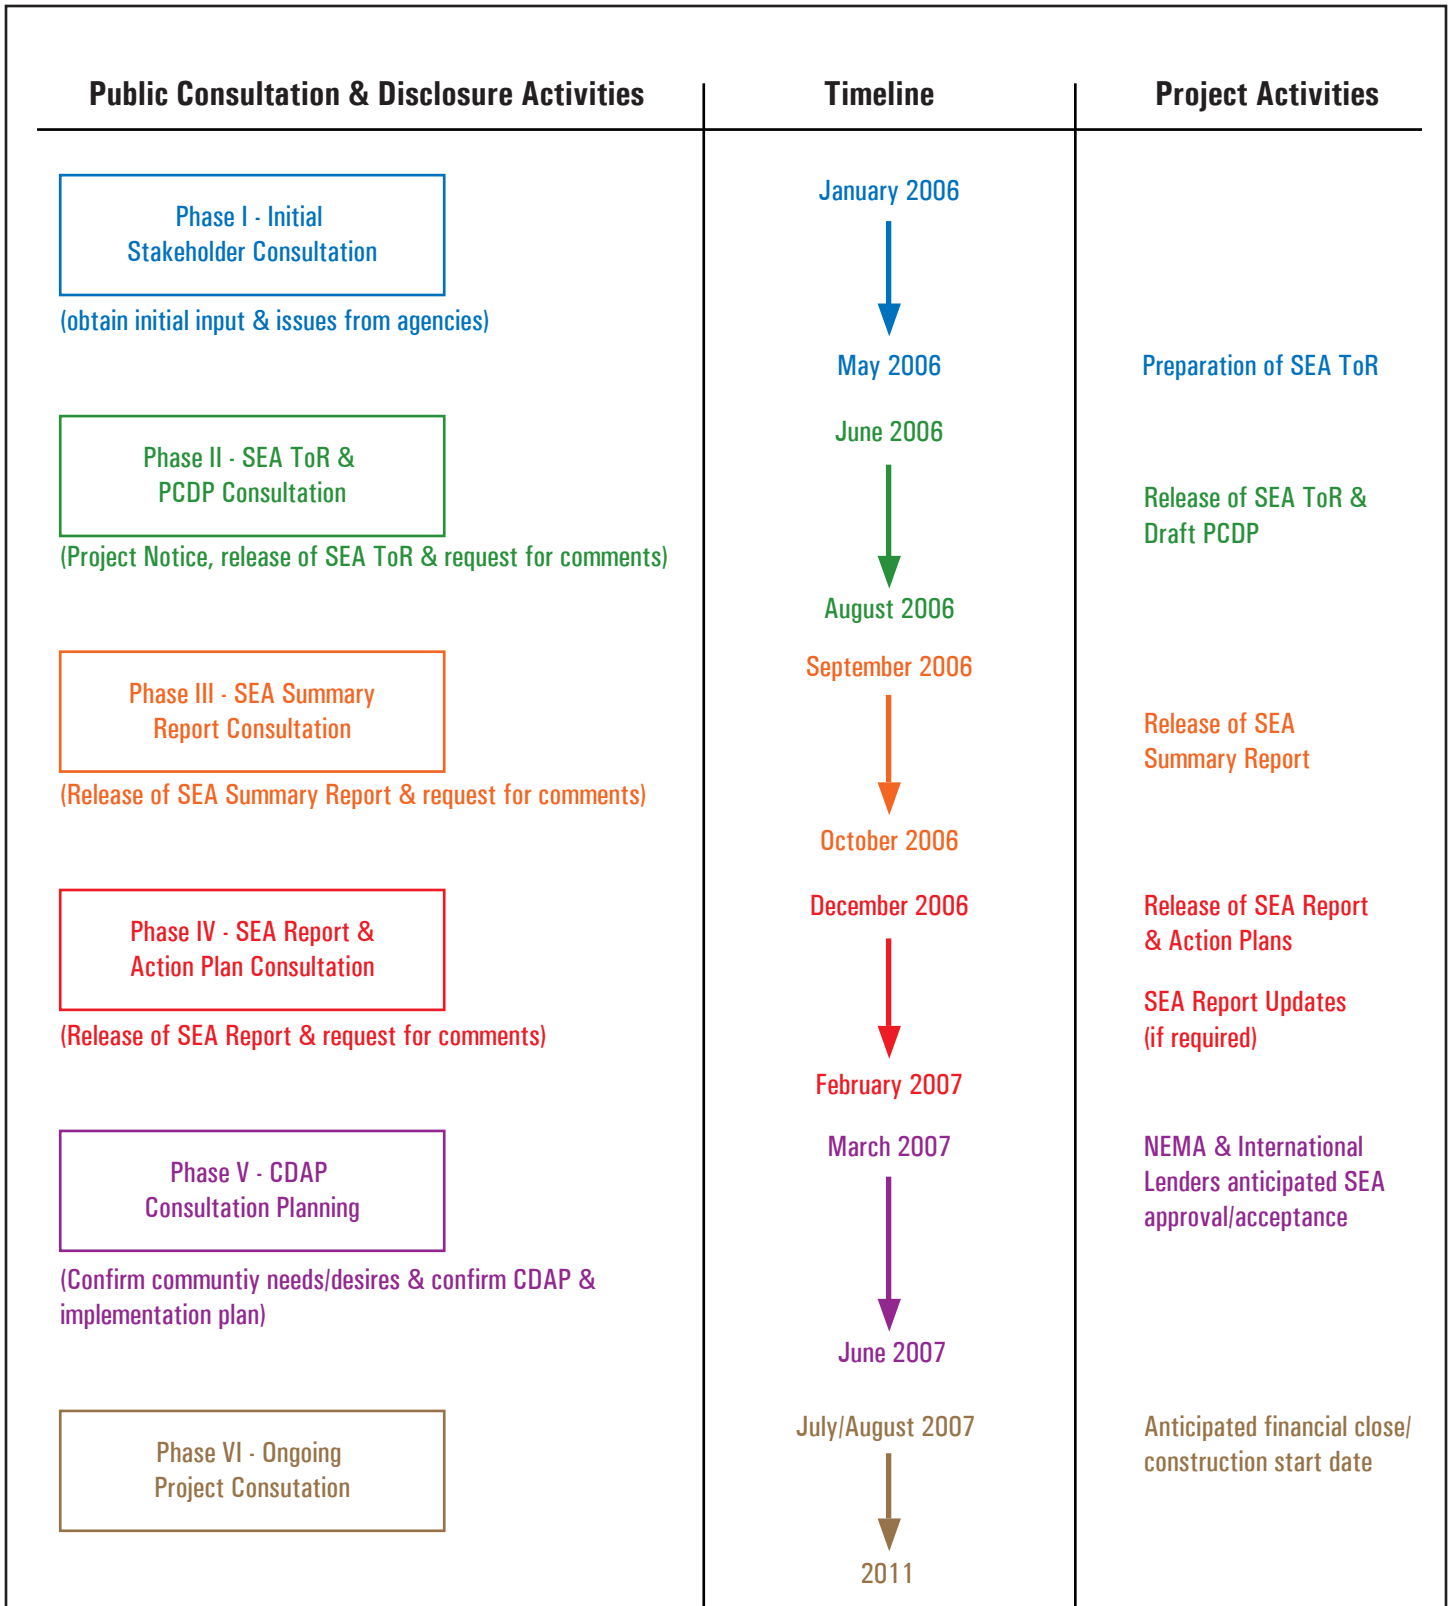 Public Consultation & Disclosure Activities
Timeline
Project Activities
Phase I - Initial
Stakeholder Consultation
(obtain initial input & issues from agencies)
January 2006
May 2006
Preparation of SEA ToR
Phase II - SEA ToR &
PCDP Consultation
(Project Notice, release of SEA ToR & request for comments)
June 2006
August 2006
Release of SEA ToR &
Draft PCDP
Phase III - SEA Summary
Report Consultation
(Release of SEA Summary Report & request for comments)
September 2006
October 2006
Release of SEA
Summary Report
Phase IV - SEA Report &
Action Plan Consultation
(Release of SEA Report & request for comments)
December 2006
February 2007
Release of SEA Report
& Action Plans
SEA Report Updates
(if required)
Phase V - CDAP
Consultation Planning
(Confirm communtiy needs/desires & confirm CDAP &
implementation plan)
March 2007
June 2007
NEMA & International
Lenders anticipated SEA
approval/acceptance
Phase VI - Ongoing
Project Consutation
July/August 2007
2011
Anticipated financial close/
construction start date